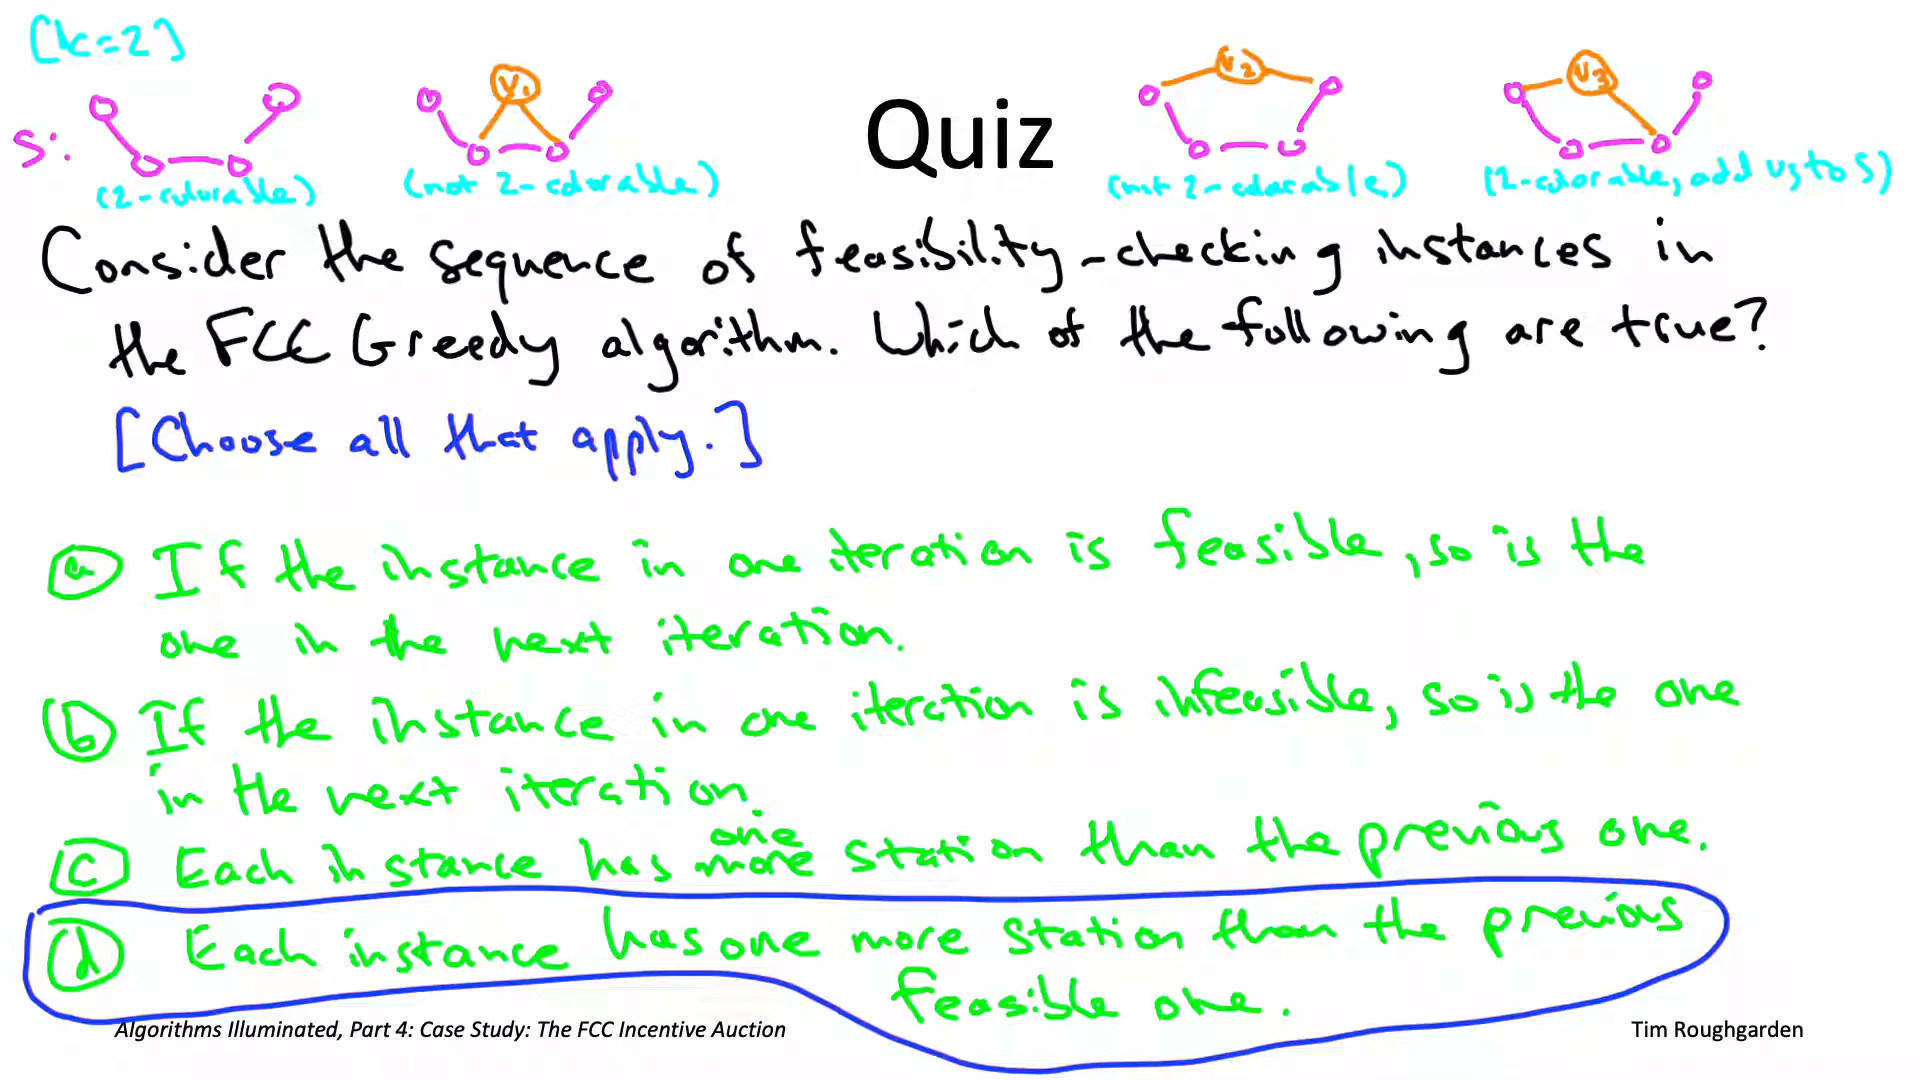 [k=2]
S:
V1
V2
V3
(2-colorable)
(not 2-colorable)
(not 2-colorable)
(2-colorable, add v3 to S)
Quiz
Consider the sequence of feasibility-checking instances in
the FCC Greedy algorithm. Which of the following are true?
[Choose all that apply.]
(a) If the instance in one iteration is feasible, so is the
one in the next iteration.
(b) If the instance in one iteration is infeasible, so is the one
in the next iteration.
(c) Each instance has one more station than the previous one.
(d) Each instance has one more station than the previous
feasible one.
Algorithms Illuminated, Part 4: Case Study: The FCC Incentive Auction
Tim Roughgarden